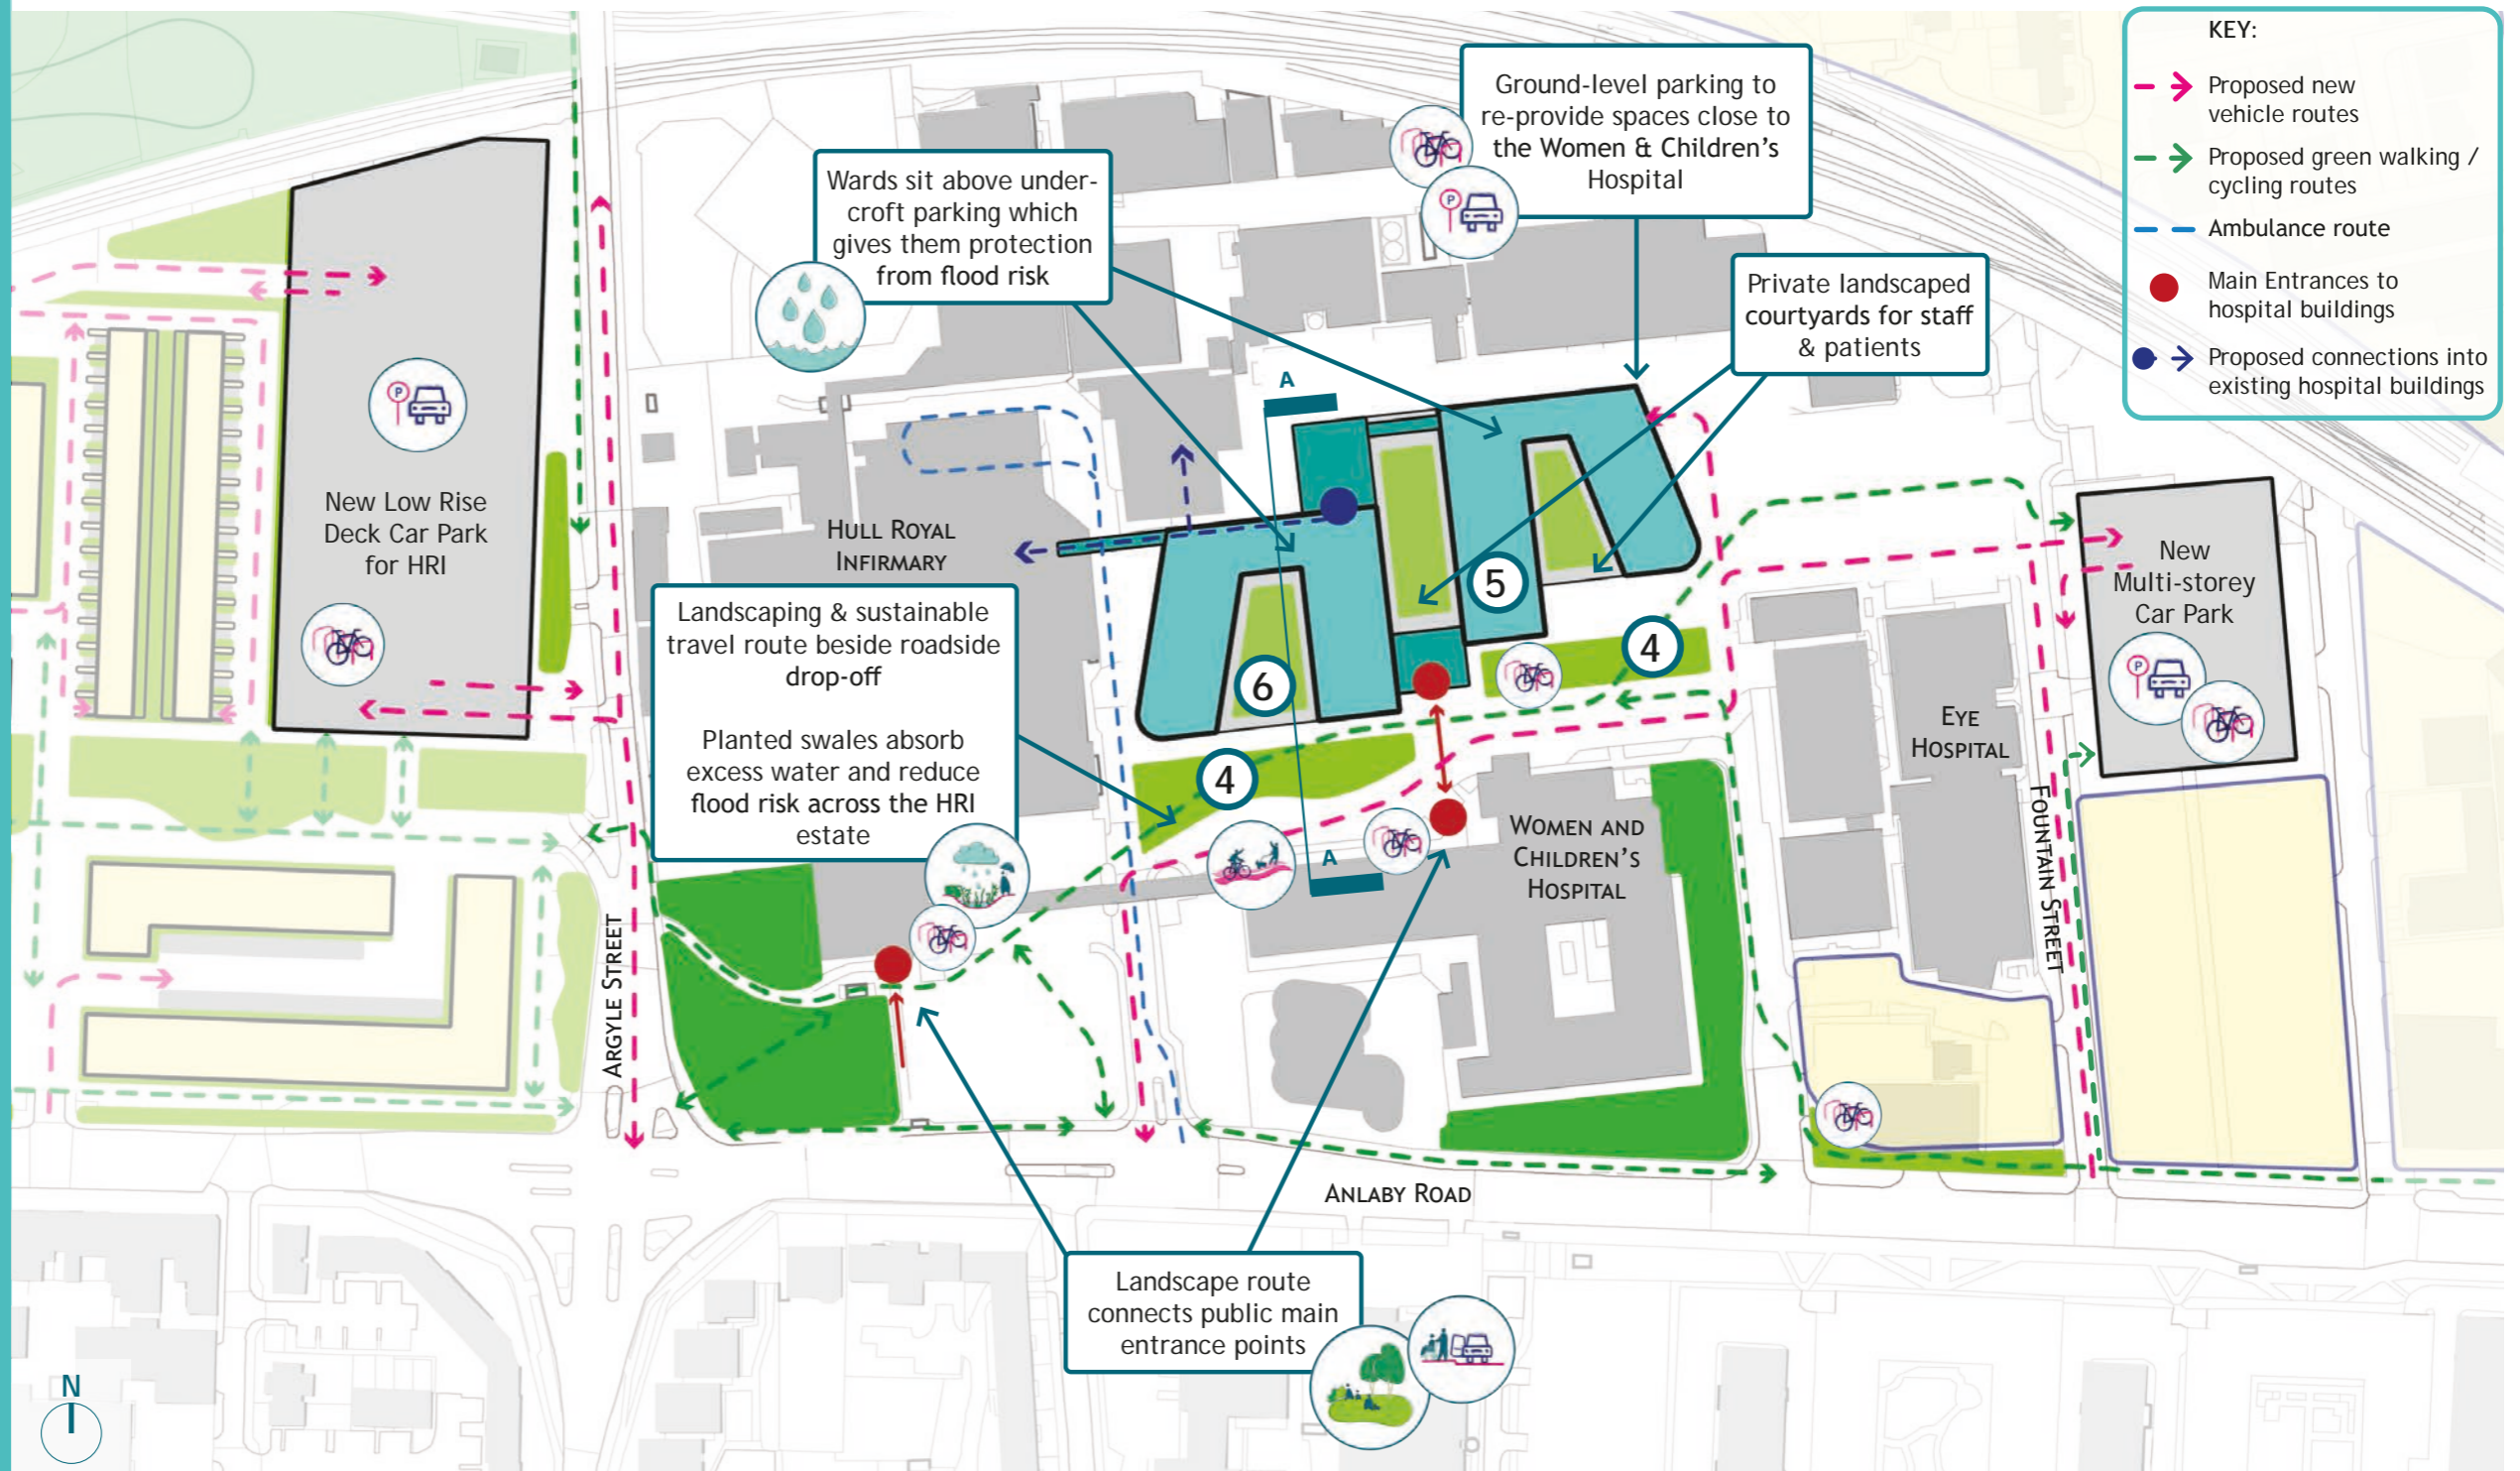 KEY:
Proposed new
vehicle routes
Proposed green walking /
cycling routes
Ambulance route
Main Entrances to
hospital buildings
Proposed connections into
existing hospital buildings
Ground-level parking to
re-provide spaces close to
the Women & Children's
Hospital
P
Wards sit above under-
croft parking which
gives them protection
from flood risk
Private landscaped
courtyards for staff
& patients
A
P
New Low Rise
Deck Car Park
for HRI
HULL ROYAL
INFIRMARY
New
Multi-storey
Car Park
P
5
4
6
4
Landscaping & sustainable
travel route beside roadside
drop-off
Planted swales absorb
excess water and reduce
flood risk across the HRI
estate
EYE
HOSPITAL
FOUNTAIN STREET
A
WOMEN AND
CHILDREN'S
HOSPITAL
ARGYLE STREET
ANLABY ROAD
Landscape route
connects public main
entrance points
N